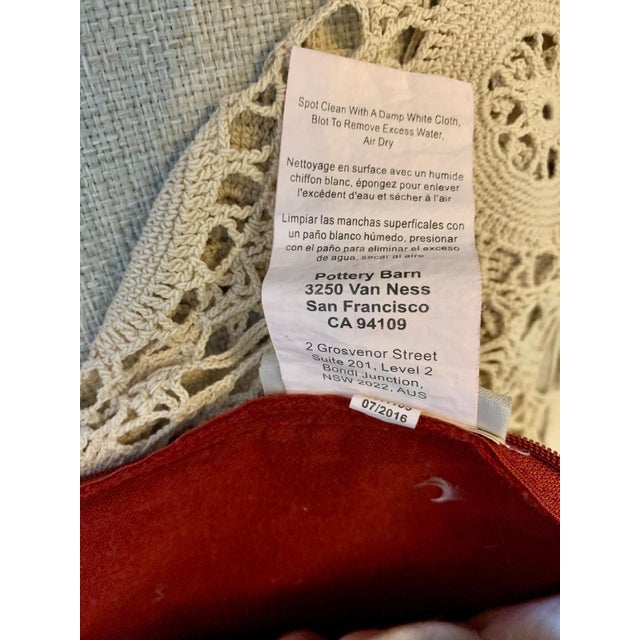 Spot Clean With A Damp White Cloth,
Blot To Remove Excess Water,
Air Dry
Nettoyage en surface avec un humide
chiffon blanc, épongez pour enlever
l'excédent d'eau et sécher à l'air
Limpiar las manchas superficales con
un paño blanco húmedo, presionar
con el paño para eliminar el exceso
de agua, secar al aire
Pottery Barn
3250 Van Ness
San Francisco
CA 94109
2 Grosvenor Street
Suite 201, Level 2
Bondi Junction,
NSW 2022, AUS
07/2016